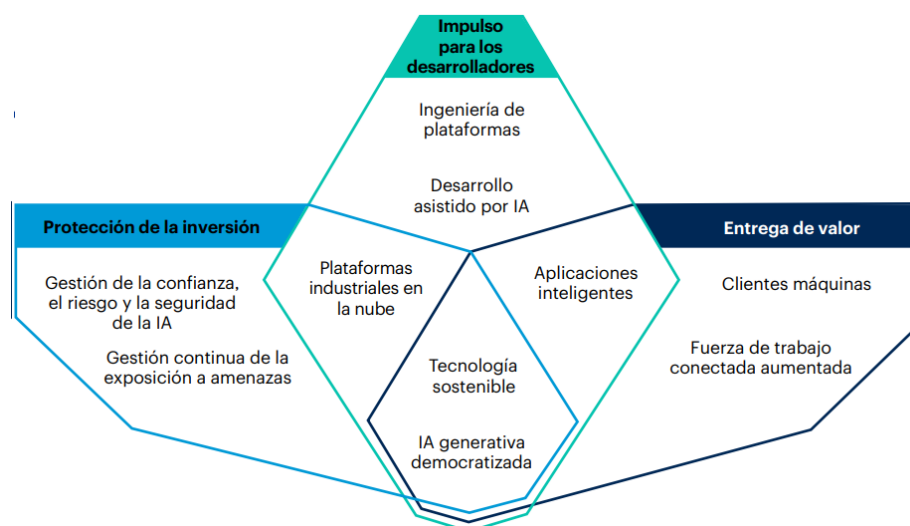 Impulso
para los
desarrolladores
Ingeniería de
plataformas
Desarrollo
asistido por IA
Protección de la inversión
Gestión de la confianza,
el riesgo y la seguridad
de la IA
Gestión continua de la
exposición a amenazas
Plataformas
industriales en
la nube
Tecnología
sostenible
IA generativa
democratizada
Aplicaciones
inteligentes
Entrega de valor
Clientes máquinas
Fuerza de trabajo
conectada aumentada